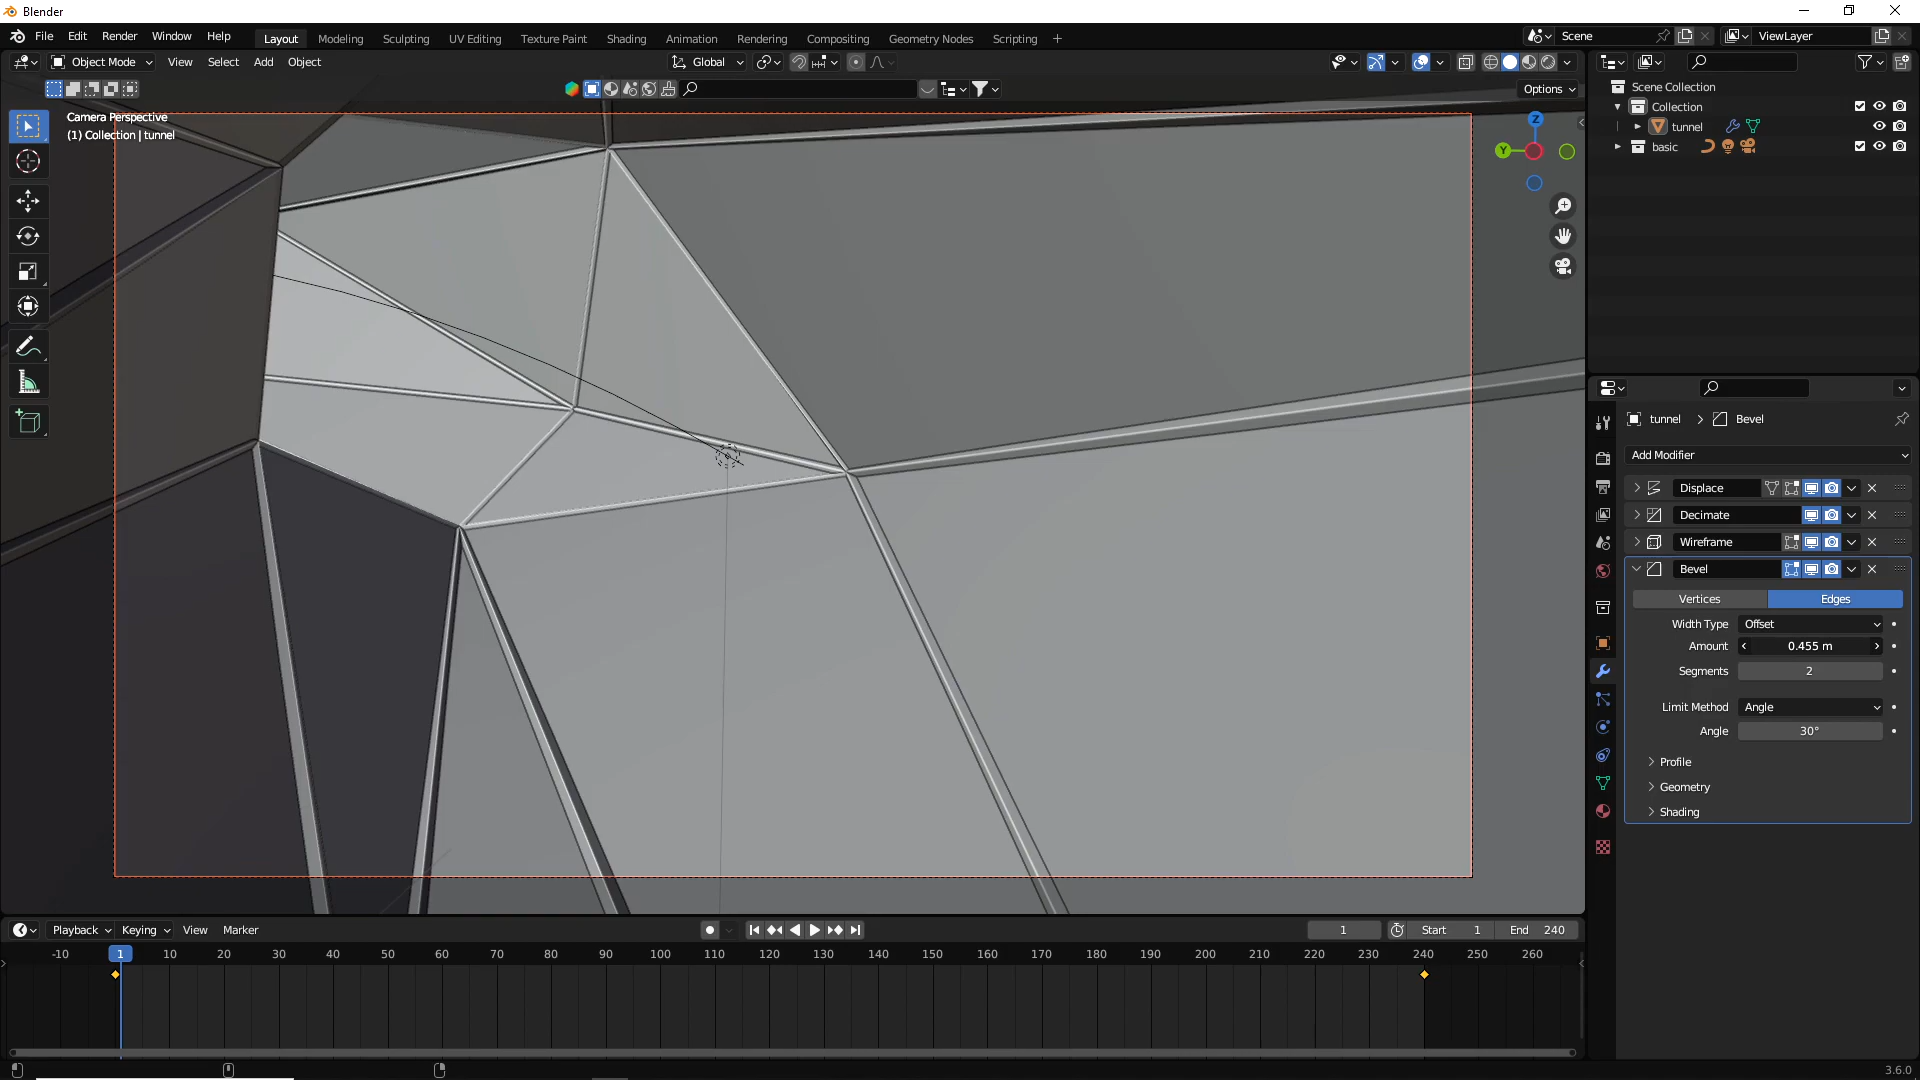 Blender
File Edit Render Window Help
Layout Modeling Sculpting UV Editing Texture Paint Shading Animation Rendering Compositing Geometry Nodes Scripting +
Scene
ViewLayer
Object Mode View Select Add Object
Global
Options
Camera Perspective
(1) Collection | tunnel
Z
Y
Scene Collection
Collection
tunnel
basic
tunnel > Bevel
Add Modifier
Displace
Decimate
Wireframe
Bevel
Vertices Edges
Width Type Offset
Amount 0.455 m
Segments 2
Limit Method Angle
Angle 30°
Profile
Geometry
Shading
Playback Keying View Marker
1 Start 1 End 240
-10 1 10 20 30 40 50 60 70 80 90 100 110 120 130 140 150 160 170 180 190 200 210 220 230 240 250 260
3.6.0